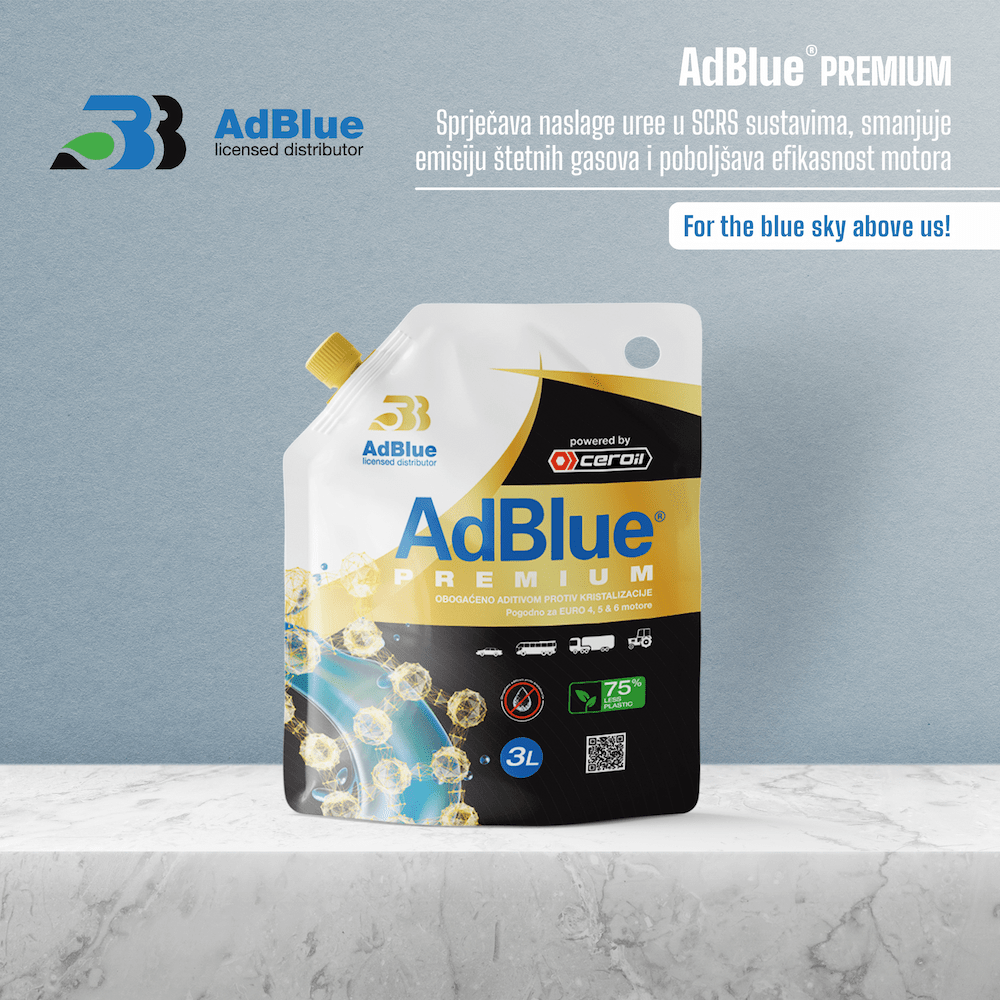 AdBlue
licensed distributor
AdBlue® PREMIUM
Sprječava naslage uree u SCRS sustavima, smanjuje
emisiju štetnih gasova i poboljšava efikasnost motora
For the blue sky above us!
AdBlue
licensed distributor
powered by
ceroil
AdBlue®
PREMIUM
OBOGAĆENO ADITIVOM PROTIV KRISTALIZACIJE
Pogodno za EURO 4, 5 & 6 motore
75%
LESS
PLASTIC
3L